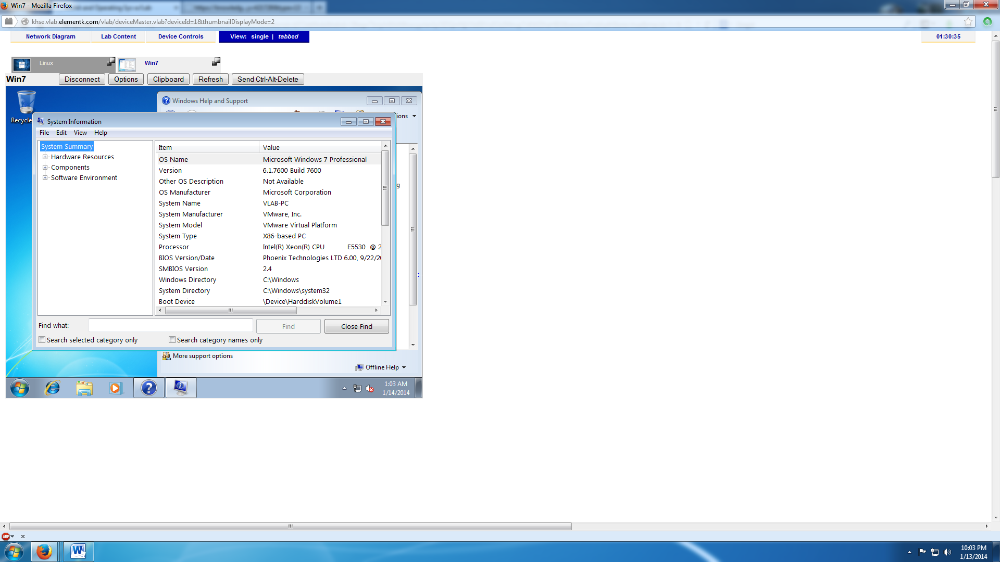 Win7 - Mozilla Firefox
khse.vlab.elementk.com/vlab/deviceMaster.vlab?deviceId=1&thumbnailDisplayMode=2
Network Diagram Lab Content Device Controls View: single | tabbed 01:30:35
Linux Win7
Win7 Disconnect Options Clipboard Refresh Send Ctrl-Alt-Delete
Windows Help and Support
Recycle
ions
System Information
File Edit View Help
System Summary
Hardware Resources
Components
Software Environment
Item Value
OS Name Microsoft Windows 7 Professional
Version 6.1.7600 Build 7600
Other OS Description Not Available
OS Manufacturer Microsoft Corporation
System Name VLAB-PC
System Manufacturer VMware, Inc.
System Model VMware Virtual Platform
System Type X86-based PC
Processor Intel(R) Xeon(R) CPU E5530 @ 2
BIOS Version/Date Phoenix Technologies LTD 6.00, 9/22/2
SMBIOS Version 2.4
Windows Directory C:\Windows
System Directory C:\Windows\system32
Boot Device \Device\HarddiskVolume1
g
Find what: Find Close Find
Search selected category only Search category names only
More support options
Offline Help
1:03 AM
1/14/2014
ABP
10:03 PM
1/13/2014